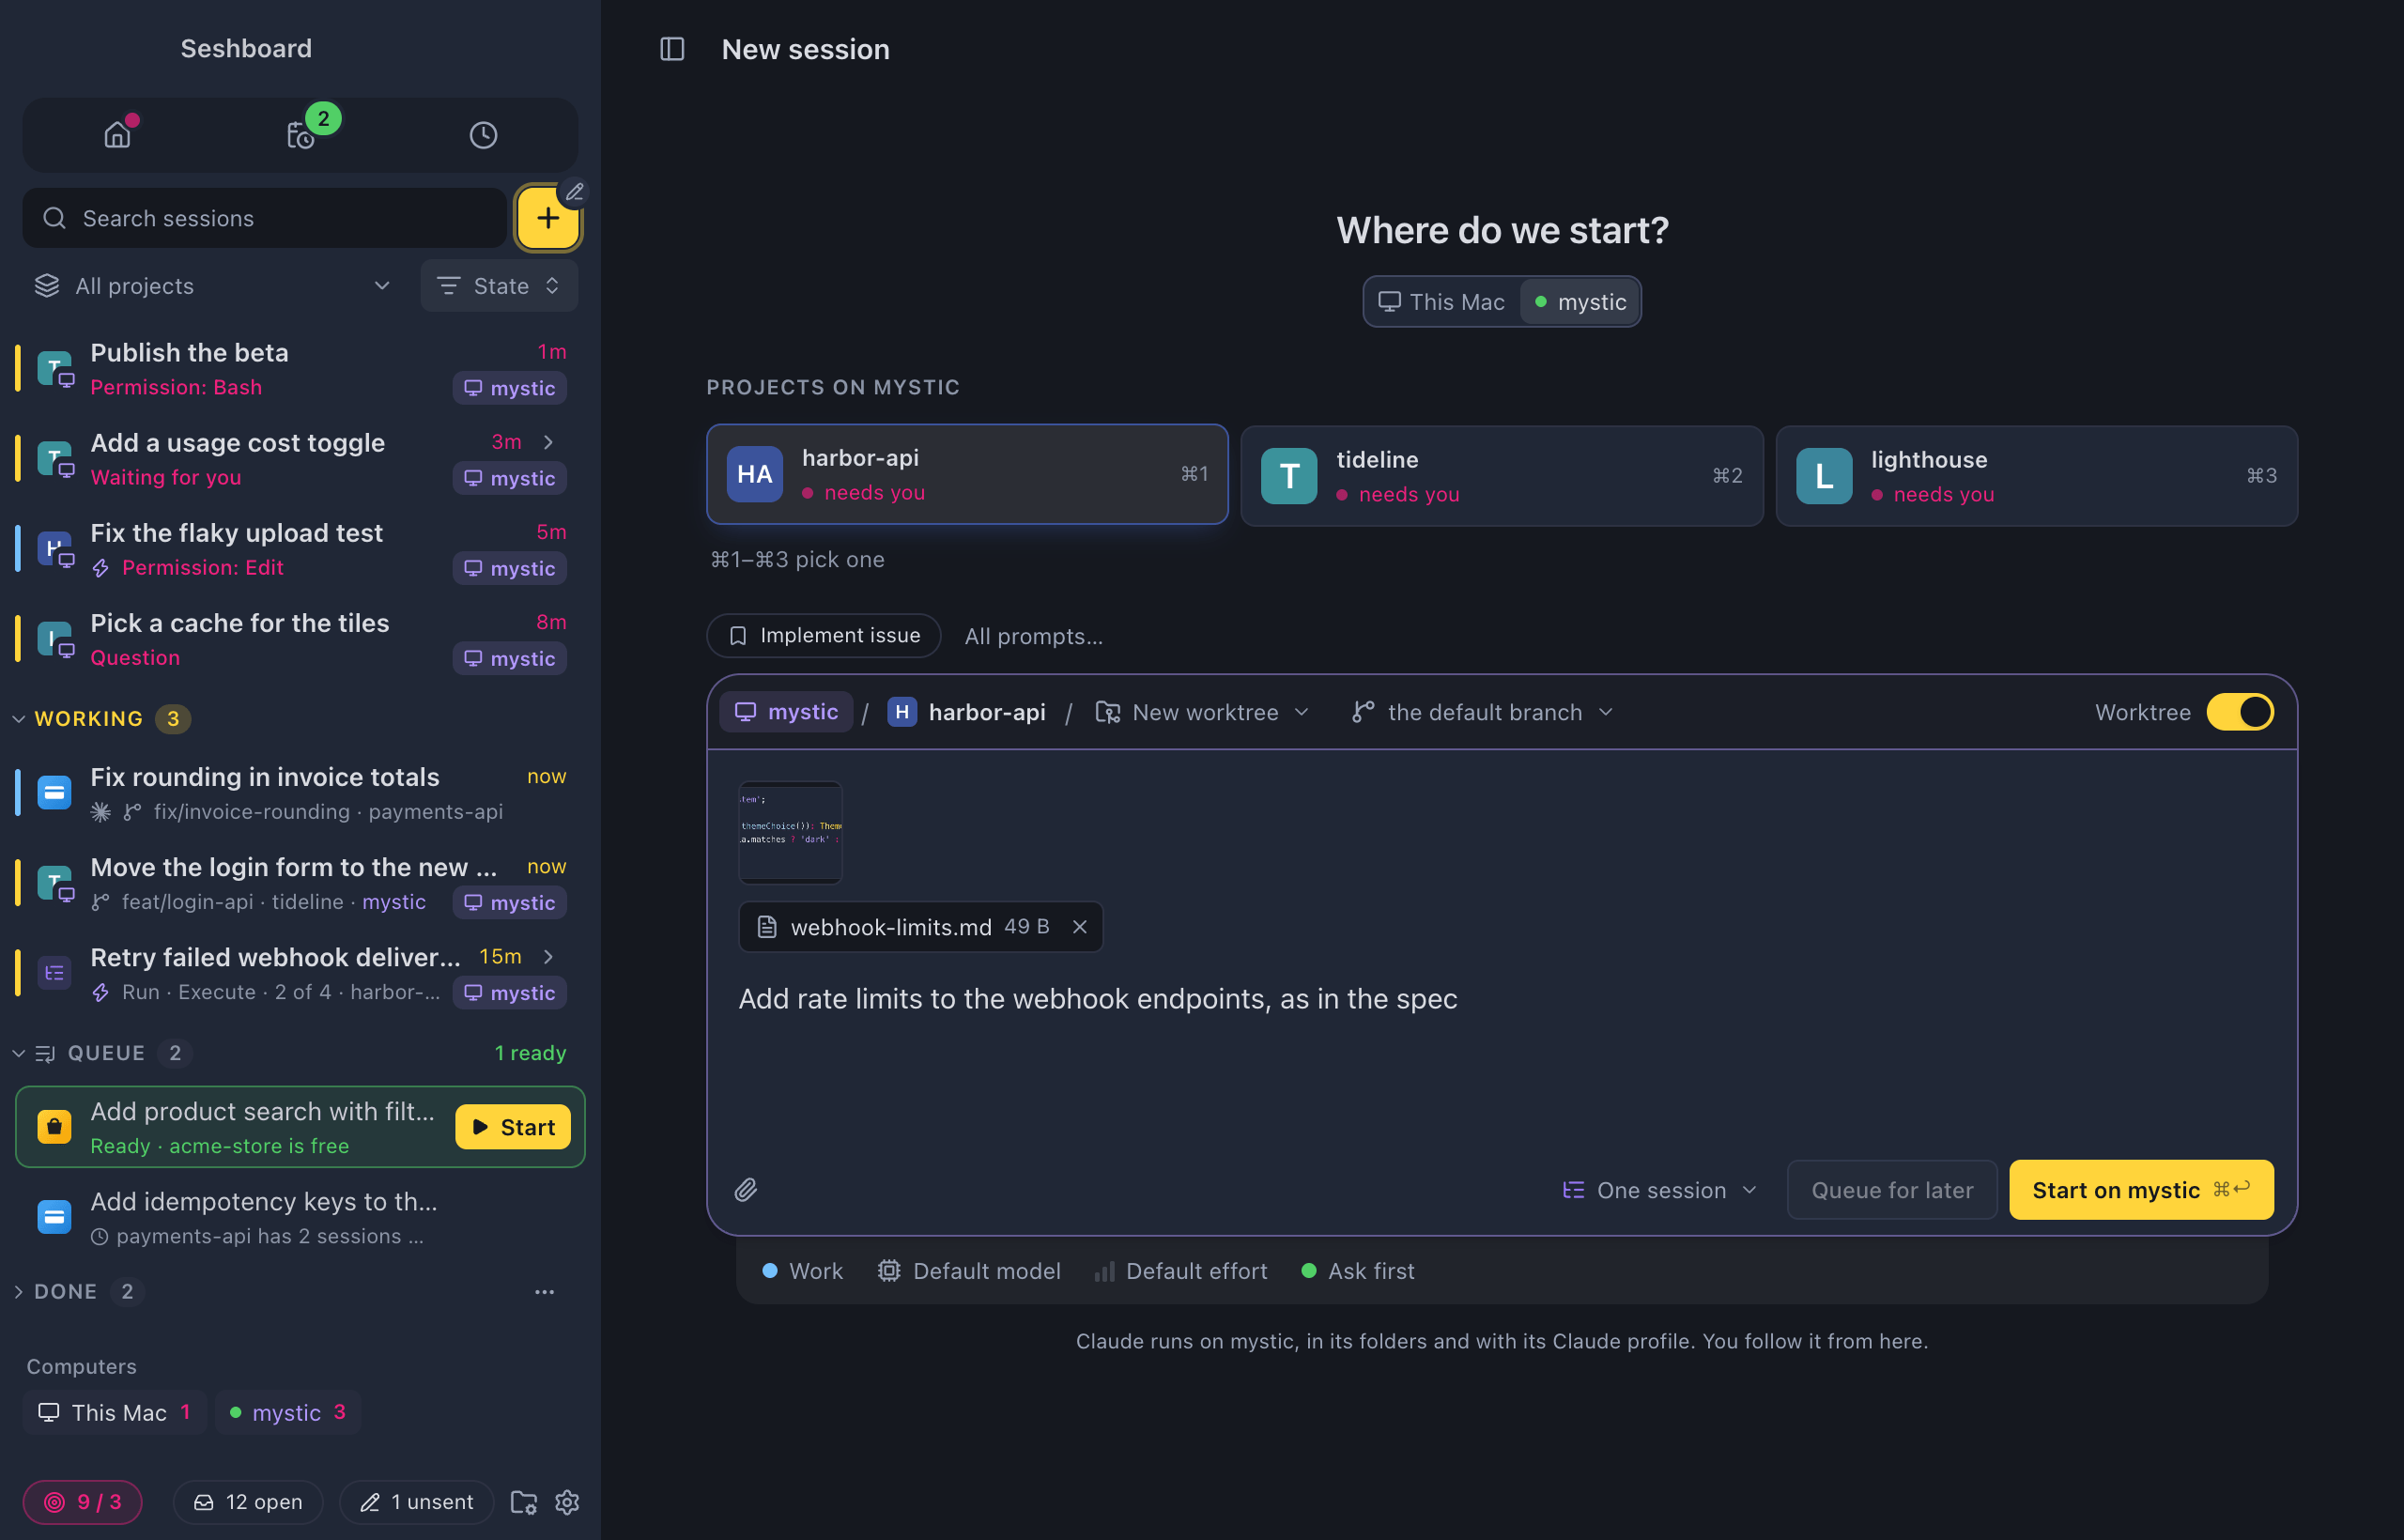 Seshboard
2
Search sessions
All projects
State
Publish the beta
1m
Permission: Bash
mystic
Add a usage cost toggle
3m
Waiting for you
mystic
Fix the flaky upload test
5m
Permission: Edit
mystic
Pick a cache for the tiles
8m
Question
mystic
WORKING 3
Fix rounding in invoice totals
now
fix/invoice-rounding · payments-api
Move the login form to the new ...
now
feat/login-api · tideline · mystic
mystic
Retry failed webhook deliver...
15m
Run · Execute · 2 of 4 · harbor-...
mystic
QUEUE 2
1 ready
Add product search with filt...
Ready · acme-store is free
Start
Add idempotency keys to th...
payments-api has 2 sessions ...
DONE 2
Computers
This Mac 1
mystic 3
9 / 3
12 open
1 unsent
New session
Where do we start?
This Mac
mystic
PROJECTS ON MYSTIC
HA
harbor-api
needs you
⌘1
T
tideline
needs you
⌘2
L
lighthouse
needs you
⌘3
⌘1–⌘3 pick one
Implement issue
All prompts...
mystic / H harbor-api / New worktree
the default branch
Worktree
tem';
themeChoice()): Them
a.matches ? 'dark' :
webhook-limits.md 49 B
Add rate limits to the webhook endpoints, as in the spec
One session
Queue for later
Start on mystic ⌘↩
Work
Default model
Default effort
Ask first
Claude runs on mystic, in its folders and with its Claude profile. You follow it from here.